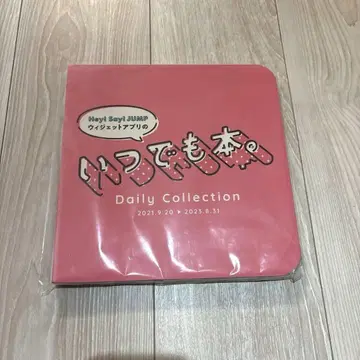 Hey! Say! JUMP
ウィジェットアプリの
いつでも本。
Daily Collection
2021.9.20 ▸ 2023.8.31